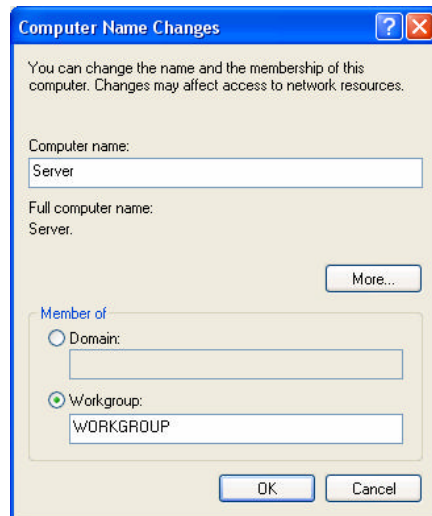 Computer Name Changes
You can change the name and the membership of this
computer. Changes may affect access to network resources.
Computer name:
Server
Full computer name:
Server.
More...
Member of
Domain:
Workgroup:
WORKGROUP
OK Cancel